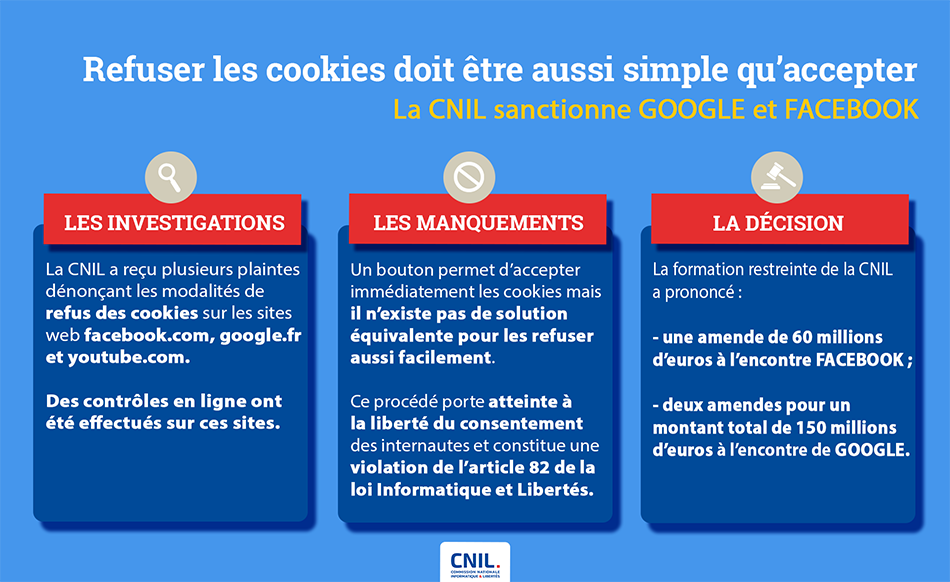 Refuser les cookies doit être aussi simple qu'accepter
La CNIL sanctionne GOOGLE et FACEBOOK
LES INVESTIGATIONS
La CNIL a reçu plusieurs plaintes
dénonçant les modalités de
refus des cookies sur les sites
web facebook.com, google.fr
et youtube.com.
Des contrôles en ligne ont
été effectués sur ces sites.
LES MANQUEMENTS
Un bouton permet d'accepter
immédiatement les cookies mais
il n'existe pas de solution
équivalente pour les refuser
aussi facilement.
Ce procédé porte atteinte à
la liberté du consentement
des internautes et constitue une
violation de l'article 82 de la
loi Informatique et Libertés.
LA DÉCISION
La formation restreinte de la CNIL
a prononcé :
- une amende de 60 millions
d'euros à l'encontre FACEBOOK ;
- deux amendes pour un
montant total de 150 millions
d'euros à l'encontre de GOOGLE.
CNIL.
COMMISSION NATIONALE
INFORMATIQUE & LIBERTÉS